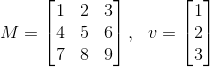 M = [1 2 3; 4 5 6; 7 8 9], v = [1; 2; 3]